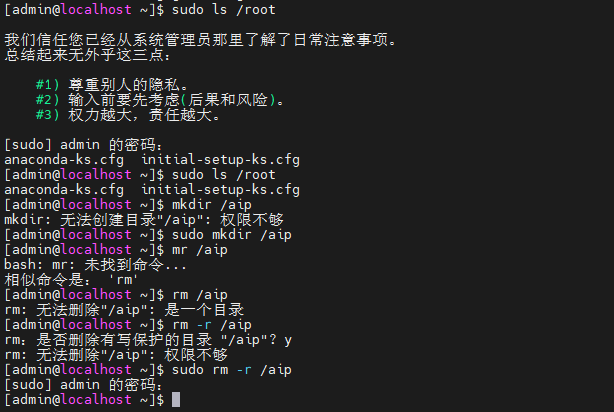 [admin@localhost ~]$ sudo ls /root
我们信任您已经从系统管理员那里了解了日常注意事项。
总结起来无外乎这三点：
#1) 尊重别人的隐私。
#2) 输入前要先考虑(后果和风险)。
#3) 权力越大，责任越大。
[sudo] admin 的密码：
anaconda-ks.cfg  initial-setup-ks.cfg
[admin@localhost ~]$ sudo ls /root
anaconda-ks.cfg  initial-setup-ks.cfg
[admin@localhost ~]$ mkdir /aip
mkdir: 无法创建目录"/aip": 权限不够
[admin@localhost ~]$ sudo mkdir /aip
[admin@localhost ~]$ mr /aip
bash: mr: 未找到命令...
相似命令是： 'rm'
[admin@localhost ~]$ rm /aip
rm: 无法删除"/aip": 是一个目录
[admin@localhost ~]$ rm -r /aip
rm：是否删除有写保护的目录 "/aip"？y
rm: 无法删除"/aip": 权限不够
[admin@localhost ~]$ sudo rm -r /aip
[sudo] admin 的密码：
[admin@localhost ~]$